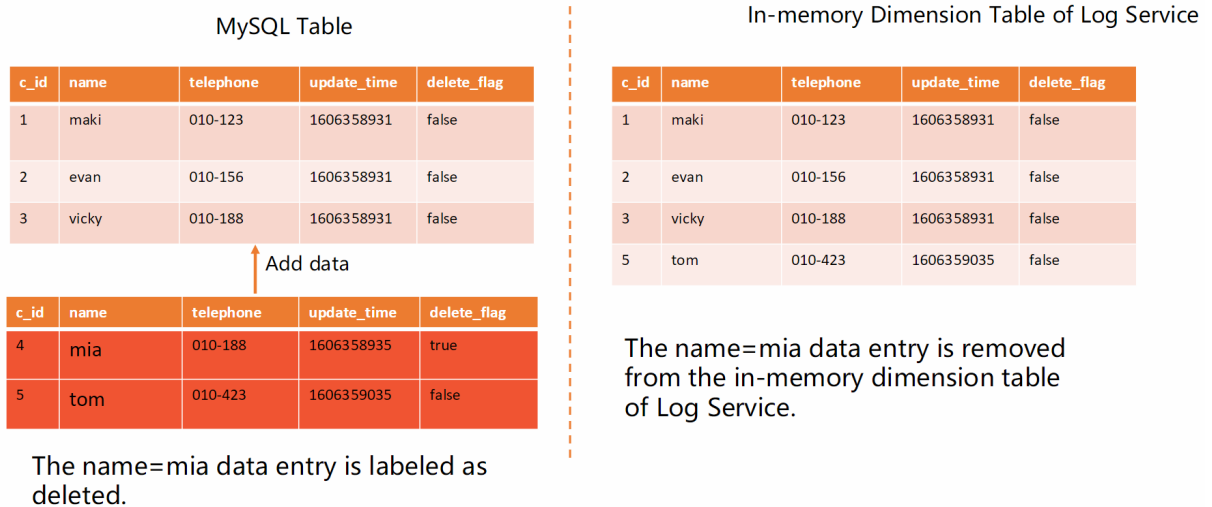 MySQL Table
c_id name telephone update_time delete_flag
1 maki 010-123 1606358931 false
2 evan 010-156 1606358931 false
3 vicky 010-188 1606358931 false
Add data
c_id name telephone update_time delete_flag
4 mia 010-188 1606358935 true
5 tom 010-423 1606359035 false
The name=mia data entry is labeled as
deleted.
In-memory Dimension Table of Log Service
c_id name telephone update_time delete_flag
1 maki 010-123 1606358931 false
2 evan 010-156 1606358931 false
3 vicky 010-188 1606358931 false
5 tom 010-423 1606359035 false
The name=mia data entry is removed
from the in-memory dimension table
of Log Service.